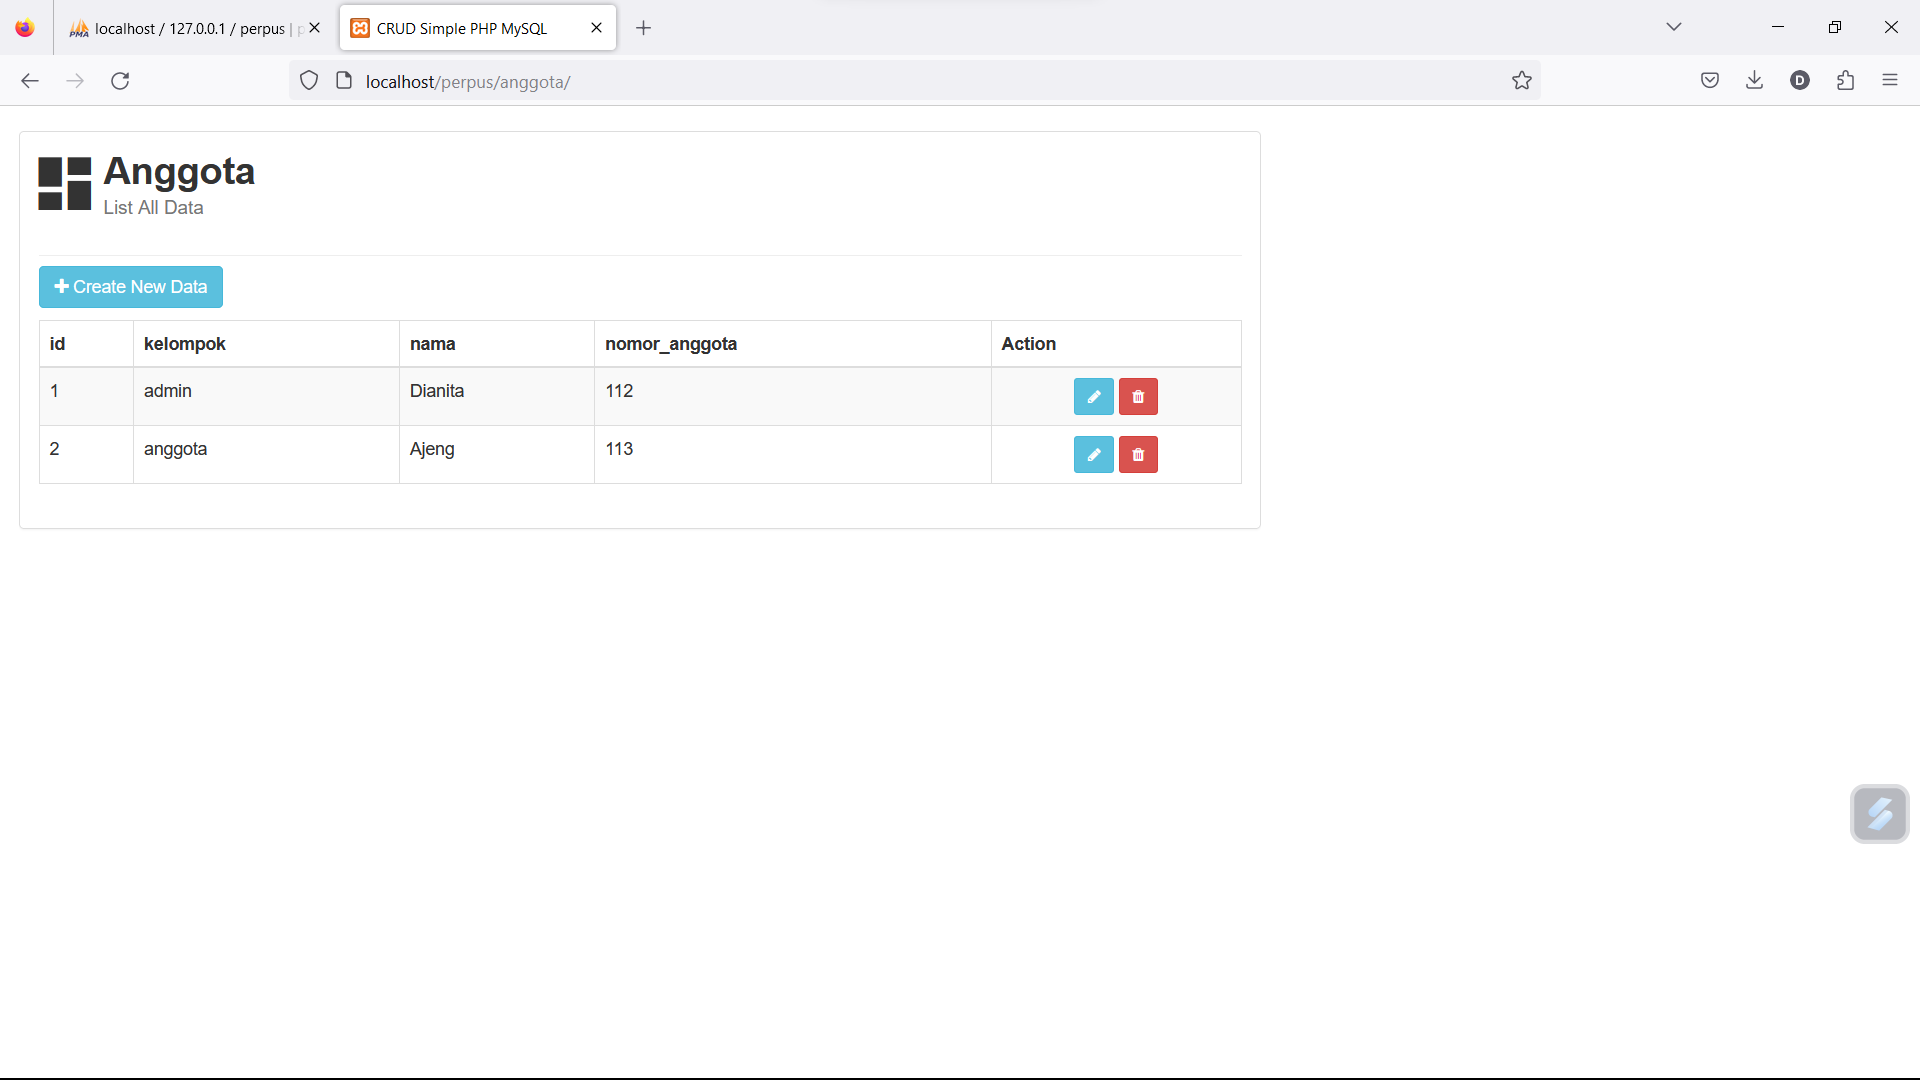 localhost / 127.0.0.1 / perpus |
CRUD Simple PHP MySQL
localhost/perpus/anggota/
D
Anggota
List All Data
Create New Data
id kelompok nama nomor_anggota Action
1 admin Dianita 112
2 anggota Ajeng 113